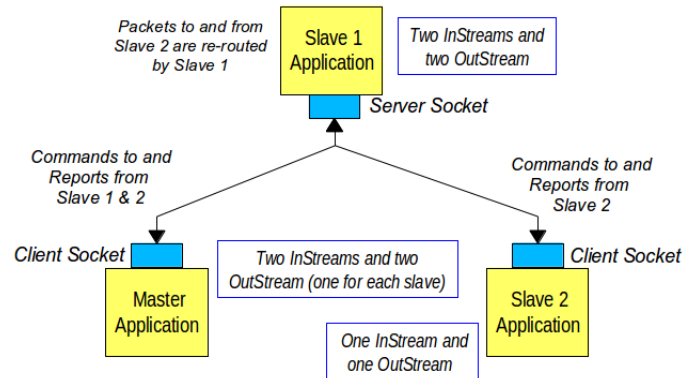 Packets to and from
Slave 2 are re-routed
by Slave 1
Slave 1
Application
Two InStreams and
two OutStream
Server Socket
Commands to and
Reports from
Slave 1 & 2
Commands to and
Reports from
Slave 2
Client Socket
Two InStreams and two
OutStream (one for each slave)
Client Socket
Master
Application
Slave 2
Application
One InStream and
one OutStream